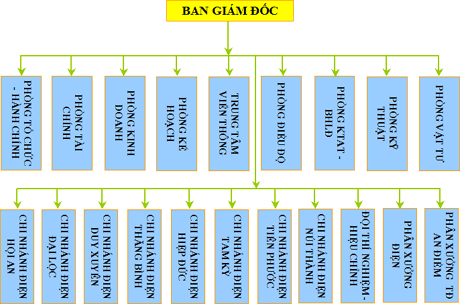 BAN GIÁM ĐỐC
PHÒNG TỔ CHỨC
- HÀNH CHÍNH
PHÒNG TÀI
CHÍNH
PHÒNG KINH
DOANH
PHÒNG KẾ
HOẠCH
TRUNG TÂM
VIỄN THÔNG
PHÒNG ĐIỀU ĐỘ
PHÒNG KTAT -
BHLĐ
PHÒNG KỸ
THUẬT
PHÒNG VẬT TƯ
CHI NHÁNH ĐIỆN
HỘI AN
CHI NHÁNH ĐIỆN
ĐẠI LỘC
CHI NHÁNH ĐIỆN
DUY XUYÊN
CHI NHÁNH ĐIỆN
THĂNG BÌNH
CHI NHÁNH ĐIỆN
HIỆP ĐỨC
CHI NHÁNH ĐIỆN
TAM KỲ
CHI NHÁNH ĐIỆN
TIÊN PHƯỚC
CHI NHÁNH ĐIỆN
NÚI THÀNH
ĐỘI THÍ NGHIỆM -
HIỆU CHỈNH
PHÂN XƯỞNG
ĐIỆN
PHÂN XƯỞNG TĐ
AN ĐIỀM